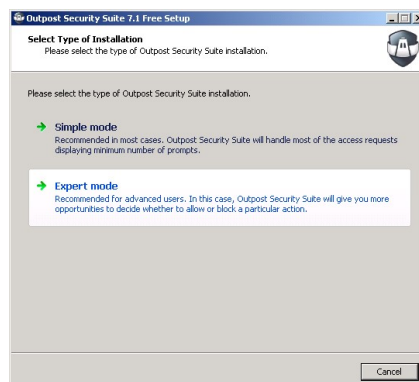 Outpost Security Suite 7.1 Free Setup
Select Type of Installation
Please select the type of Outpost Security Suite installation.
Please select the type of Outpost Security Suite installation.
Simple mode
Recommended in most cases. Outpost Security Suite will handle most of the access requests
displaying minimum number of prompts.
Expert mode
Recommended for advanced users. In this case, Outpost Security Suite will give you more
opportunities to decide whether to allow or block a particular action.
Cancel